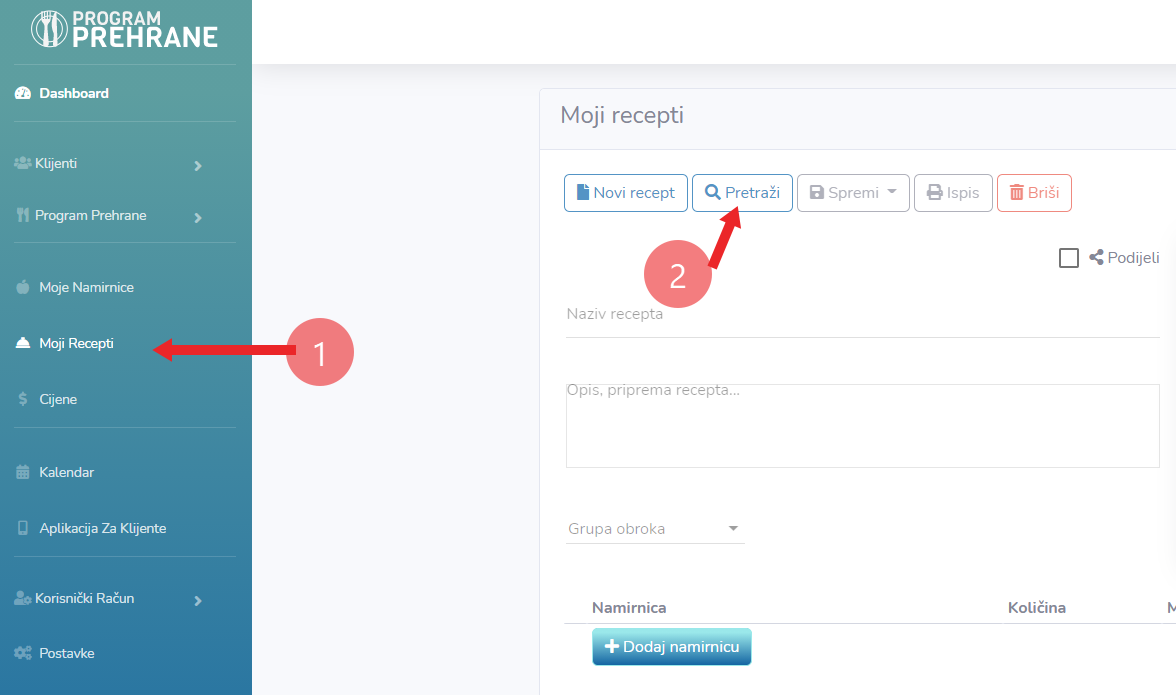 PROGRAM
PREHRANE
Dashboard
Klijenti
Program Prehrane
Moje Namirnice
Moji Recepti
Cijene
Kalendar
Aplikacija Za Klijente
Korisnički Račun
Postavke
1
Moji recepti
Novi recept
Pretraži
Spremi
Ispis
Briši
2
Podijeli
Naziv recepta
Opis, priprema recepta...
Grupa obroka
Namirnica
Količina
M
Dodaj namirnicu